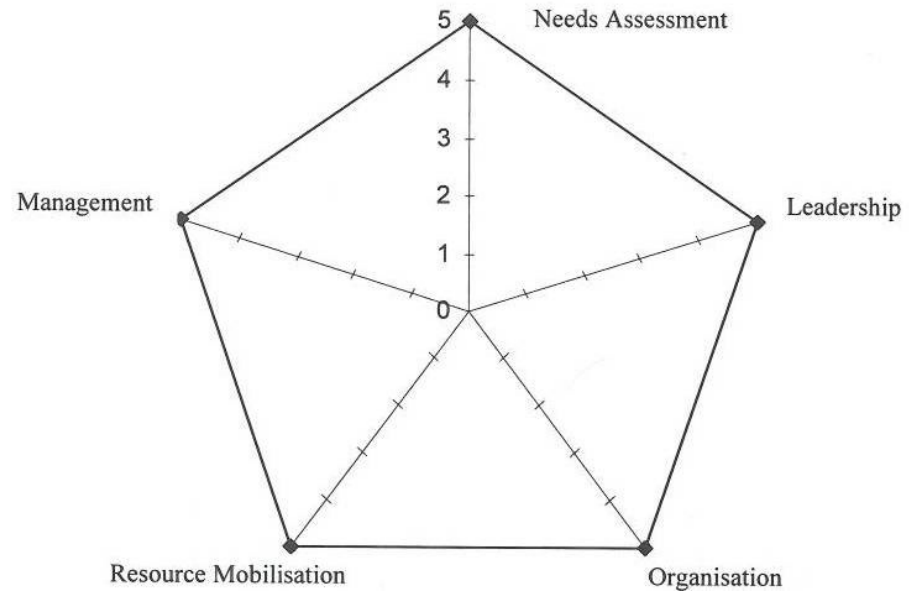 5 Needs Assessment
4
3
Management
2
Leadership
1
0
Resource Mobilisation
Organisation